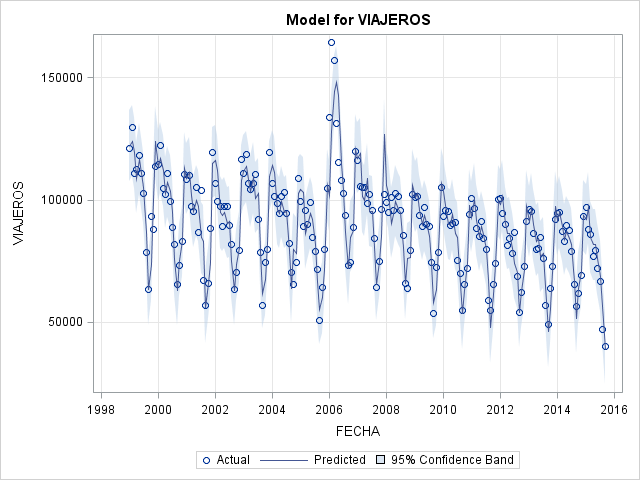 Model for VIAJEROS
150000
100000
50000
VIAJEROS
1998 2000 2002 2004 2006 2008 2010 2012 2014 2016
FECHA
Actual Predicted 95% Confidence Band